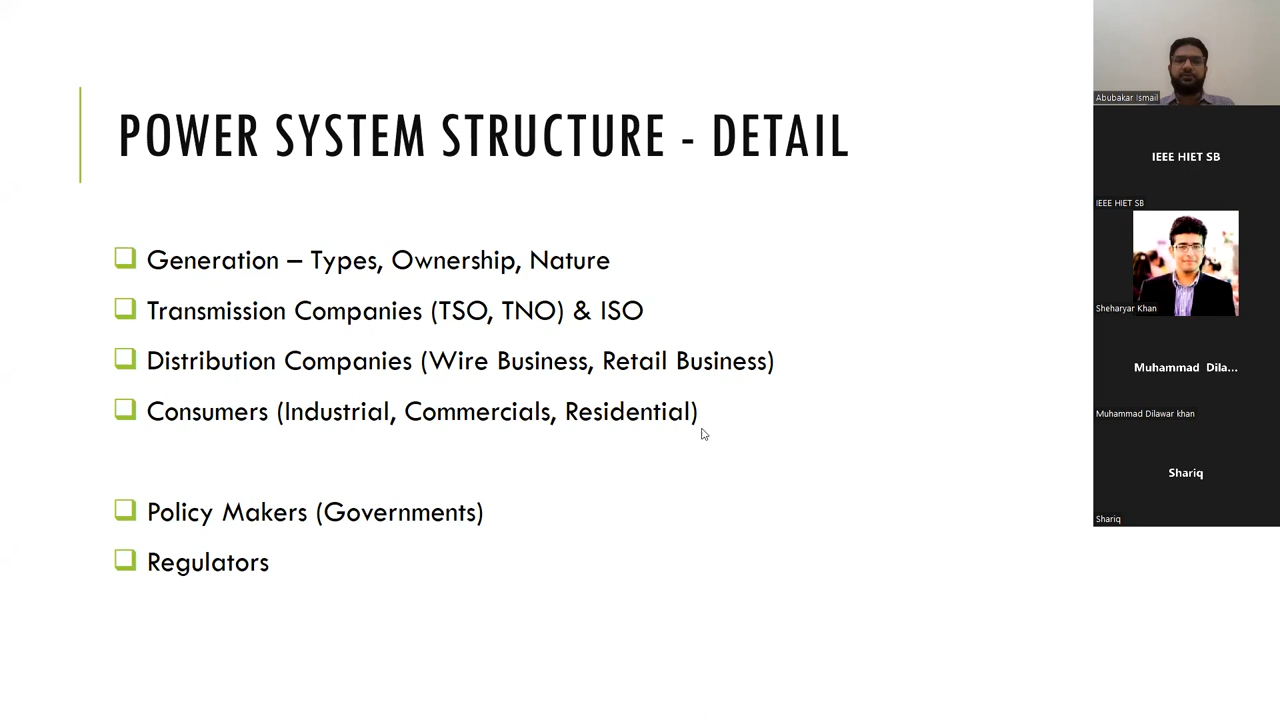 POWER SYSTEM STRUCTURE - DETAIL
Generation – Types, Ownership, Nature
Transmission Companies (TSO, TNO) & ISO
Distribution Companies (Wire Business, Retail Business)
Consumers (Industrial, Commercials, Residential)
Policy Makers (Governments)
Regulators
Abubakar Ismail
IEEE HIET SB
IEEE HIET SB
Sheharyar Khan
Muhammad Dila...
Muhammad Dilawar khan
Shariq
Shariq